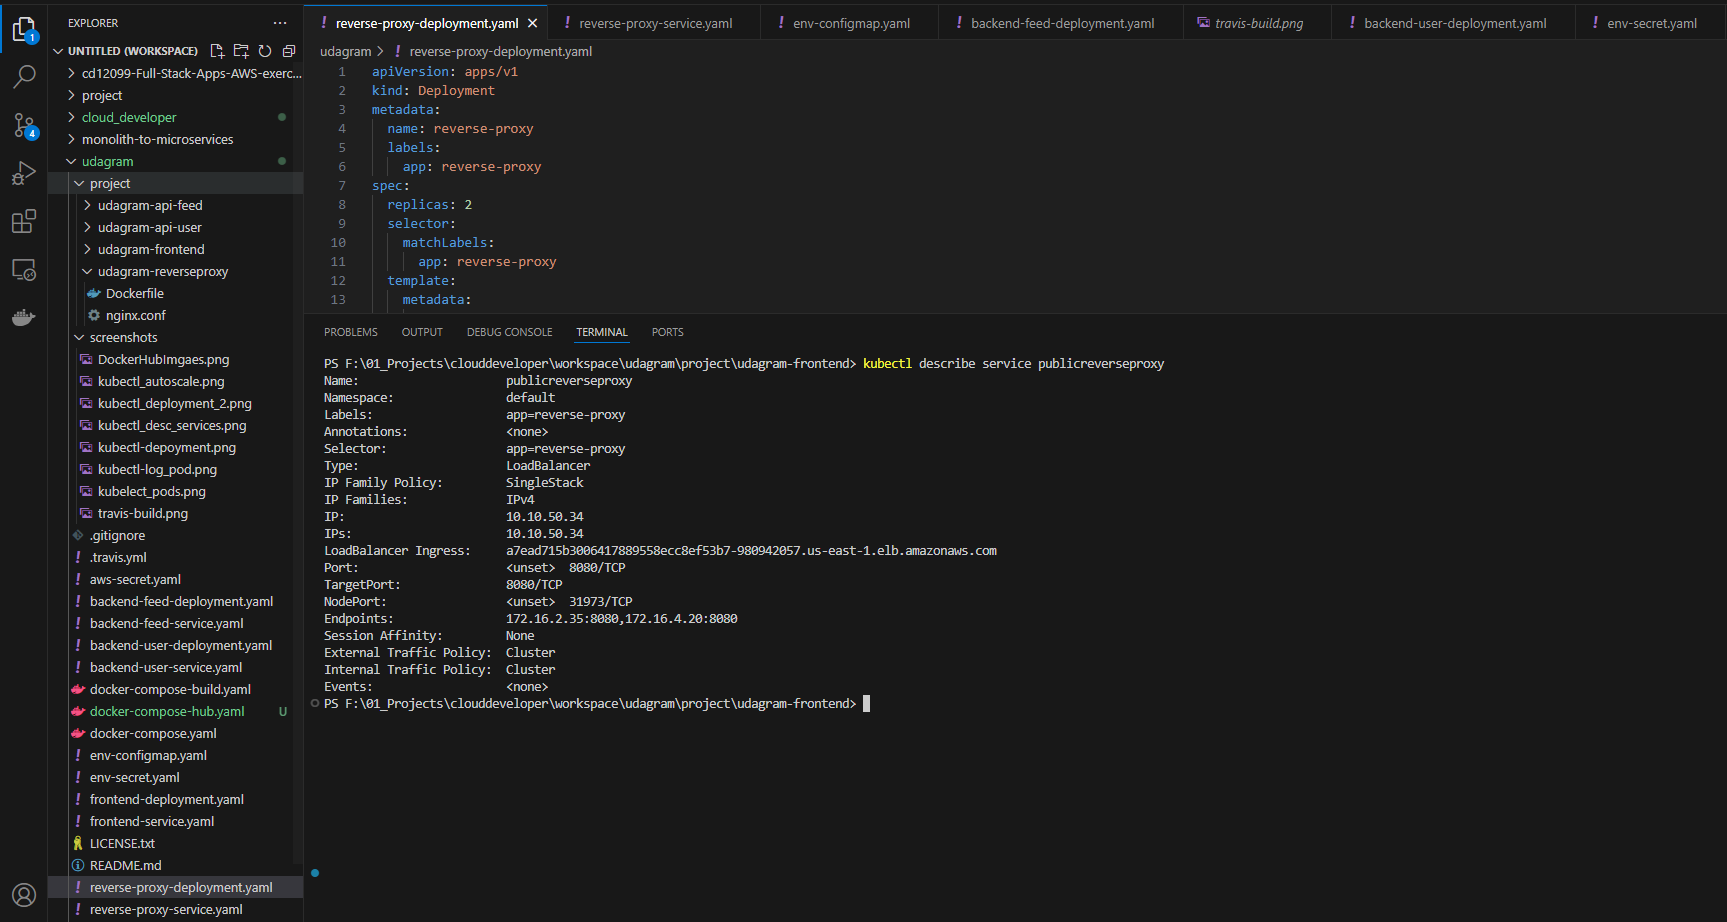 EXPLORER
UNTITLED (WORKSPACE)
cd12099-Full-Stack-Apps-AWS-exerc...
project
cloud_developer
monolith-to-microservices
udagram
project
udagram-api-feed
udagram-api-user
udagram-frontend
udagram-reverseproxy
Dockerfile
nginx.conf
screenshots
DockerHubImgaes.png
kubectl_autoscale.png
kubectl_deployment_2.png
kubectl_desc_services.png
kubectl-depoyment.png
kubectl-log_pod.png
kubelect_pods.png
travis-build.png
.gitignore
.travis.yml
aws-secret.yaml
backend-feed-deployment.yaml
backend-feed-service.yaml
backend-user-deployment.yaml
backend-user-service.yaml
docker-compose-build.yaml
docker-compose-hub.yaml U
docker-compose.yaml
env-configmap.yaml
env-secret.yaml
frontend-deployment.yaml
frontend-service.yaml
LICENSE.txt
README.md
reverse-proxy-deployment.yaml
reverse-proxy-service.yaml
1
4
reverse-proxy-deployment.yaml reverse-proxy-service.yaml env-configmap.yaml backend-feed-deployment.yaml travis-build.png backend-user-deployment.yaml env-secret.yaml
udagram > ! reverse-proxy-deployment.yaml
1 apiVersion: apps/v1
2 kind: Deployment
3 metadata:
4 name: reverse-proxy
5 labels:
6 app: reverse-proxy
7 spec:
8 replicas: 2
9 selector:
10 matchLabels:
11 app: reverse-proxy
12 template:
13 metadata:
PROBLEMS OUTPUT DEBUG CONSOLE TERMINAL PORTS
PS F:\01_Projects\clouddeveloper\workspace\udagram\project\udagram-frontend> kubectl describe service publicreverseproxy
Name: publicreverseproxy
Namespace: default
Labels: app=reverse-proxy
Annotations: <none>
Selector: app=reverse-proxy
Type: LoadBalancer
IP Family Policy: SingleStack
IP Families: IPv4
IP: 10.10.50.34
IPs: 10.10.50.34
LoadBalancer Ingress: a7ead715b3006417889558ecc8ef53b7-980942057.us-east-1.elb.amazonaws.com
Port: <unset> 8080/TCP
TargetPort: 8080/TCP
NodePort: <unset> 31973/TCP
Endpoints: 172.16.2.35:8080,172.16.4.20:8080
Session Affinity: None
External Traffic Policy: Cluster
Internal Traffic Policy: Cluster
Events: <none>
PS F:\01_Projects\clouddeveloper\workspace\udagram\project\udagram-frontend>